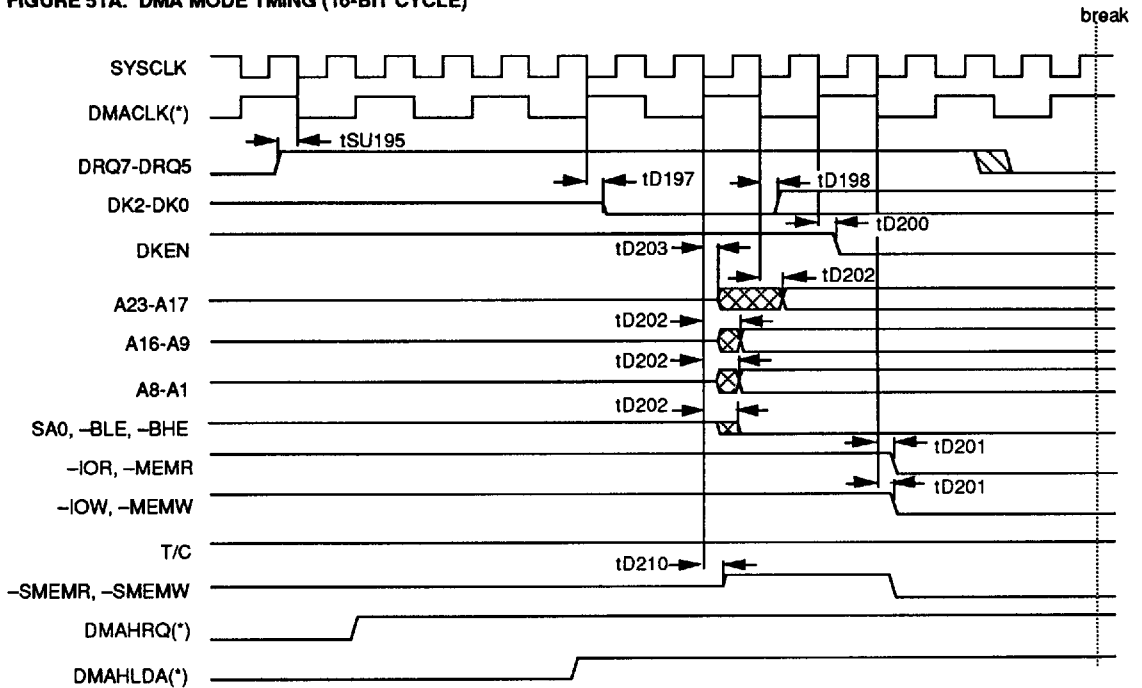 FIGURE 51A. DMA MODE TMING (16-BIT CYCLE)
break
SYSCLK
DMACLK(*)
tSU195
DRQ7-DRQ5
tD197
tD198
DK2-DK0
tD200
DKEN
tD203
tD202
A23-A17
tD202
A16-A9
tD202
A8-A1
tD202
SA0, –BLE, –BHE
tD201
–IOR, –MEMR
tD201
–IOW, –MEMW
T/C
tD210
–SMEMR, –SMEMW
DMAHRQ(*)
DMAHLDA(*)